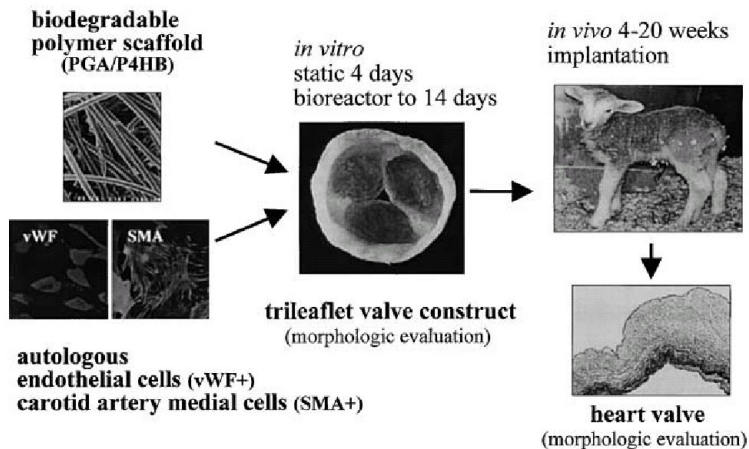 biodegradable
polymer scaffold
(PGA/P4HB)
vWF
SMA
autologous
endothelial cells (vWF+)
carotid artery medial cells (SMA+)
in vitro
static 4 days
bioreactor to 14 days
trileaflet valve construct
(morphologic evaluation)
in vivo 4-20 weeks
implantation
heart valve
(morphologic evaluation)